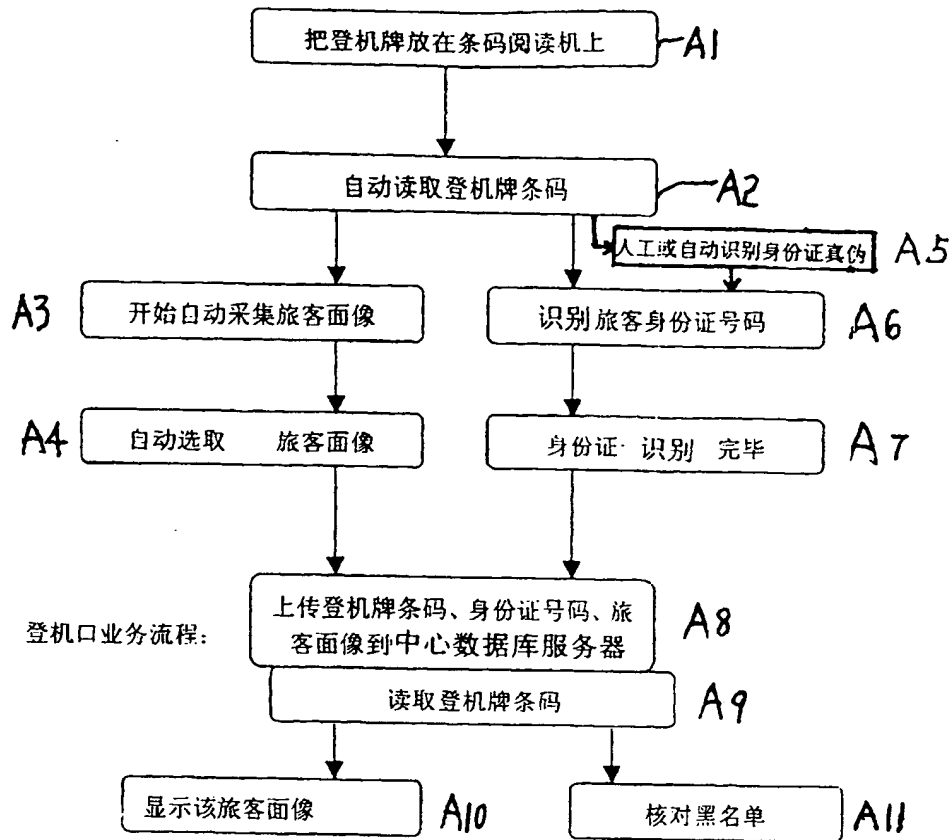 把登机牌放在条码阅读机上
A1
自动读取登机牌条码
A2
人工或自动识别身份证真伪
A5
A3
开始自动采集旅客面像
识别旅客身份证号码
A6
A4
自动选取 旅客面像
身份证 识别 完毕
A7
上传登机牌条码、身份证号码、旅
客面像到中心数据库服务器
A8
登机口业务流程：
读取登机牌条码
A9
显示该旅客面像
A10
核对黑名单
A11